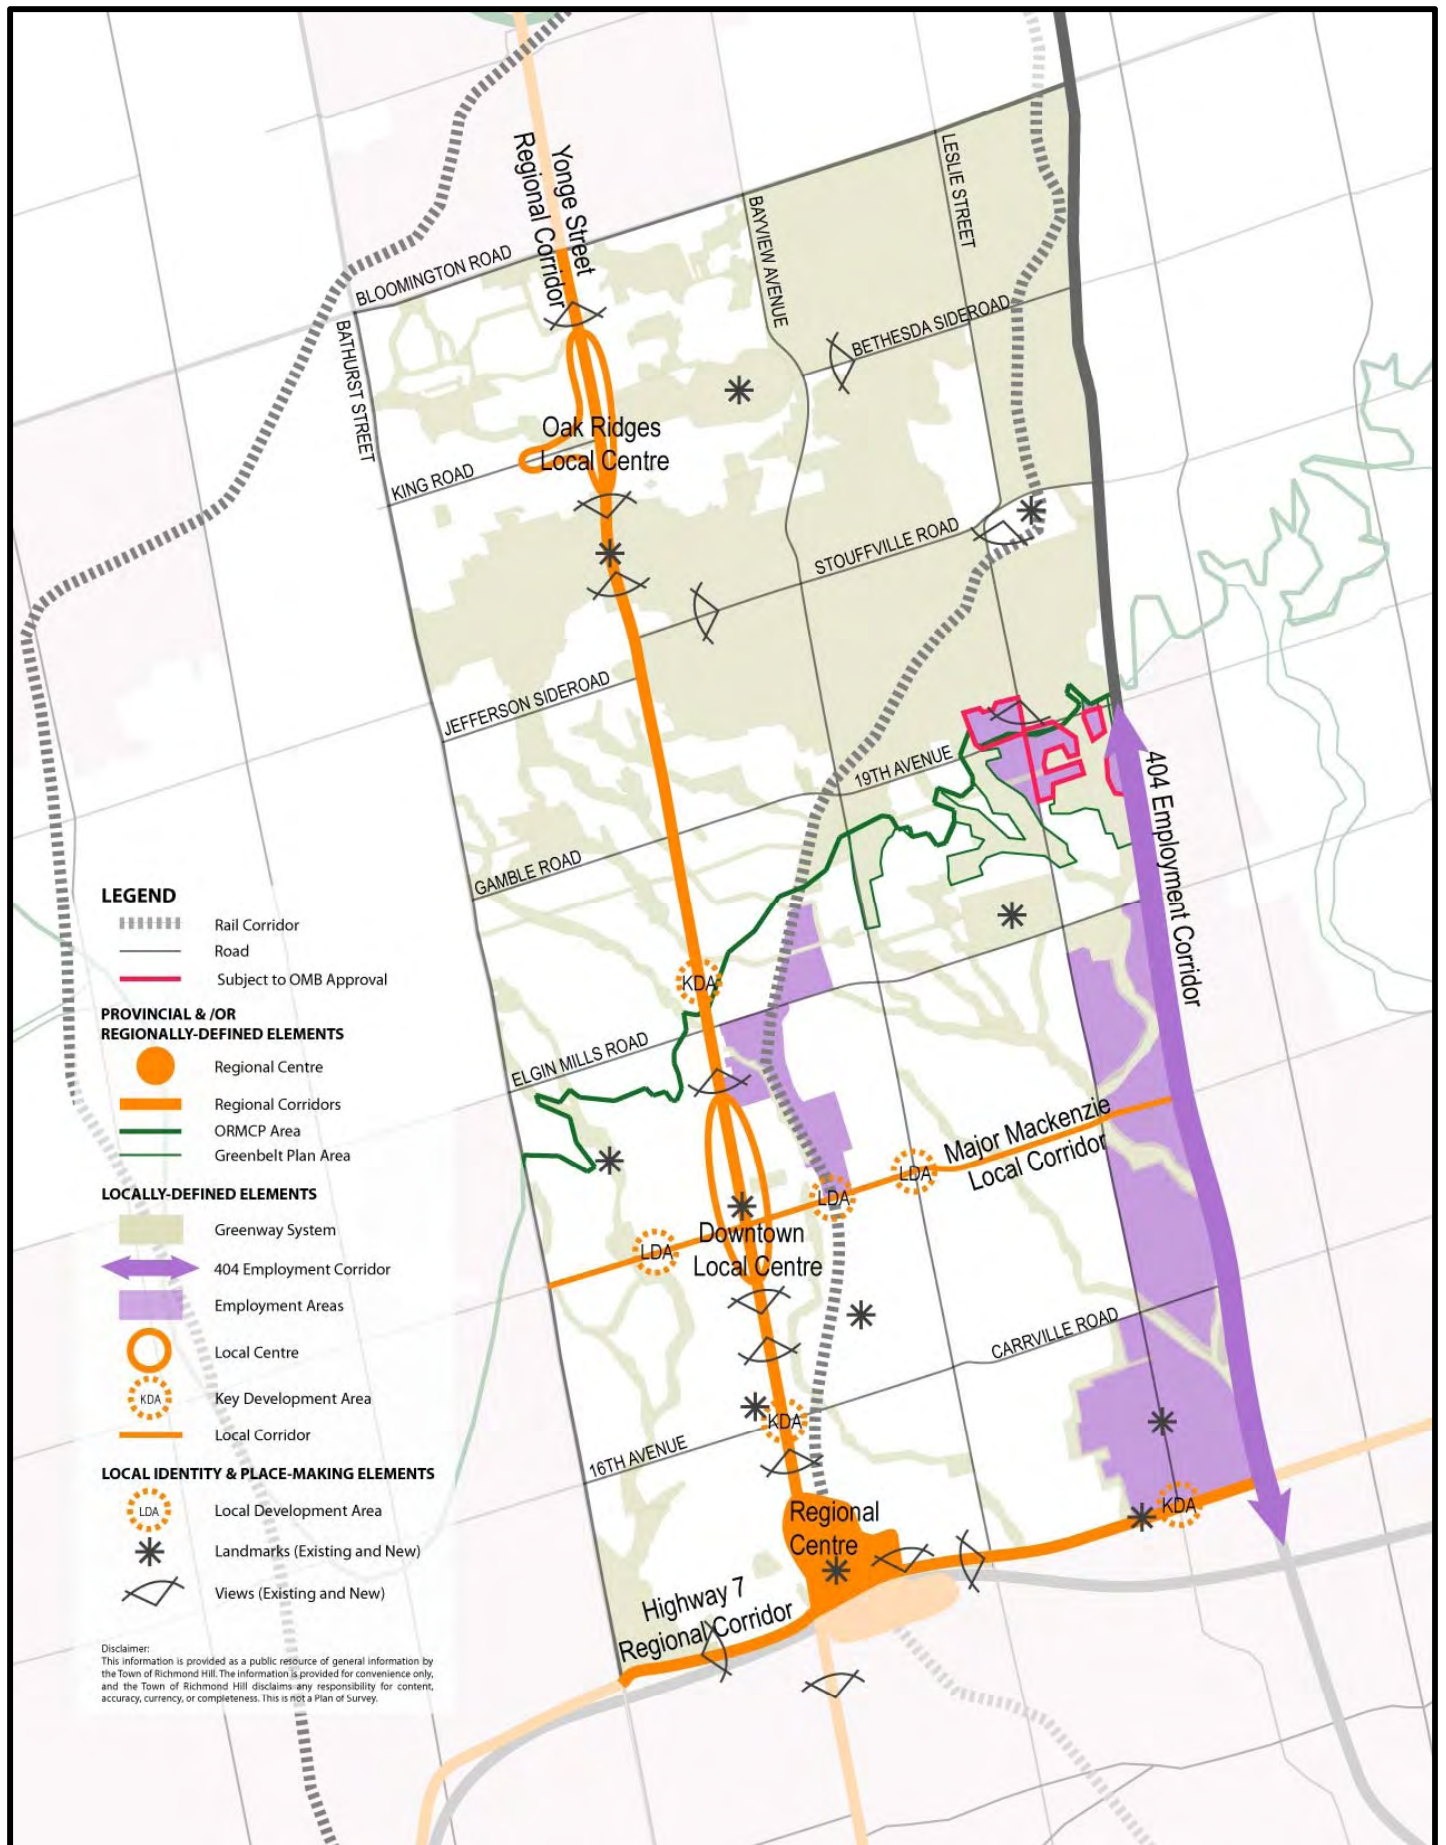 Yonge Street
Regional Corridor
LESLIE STREET
BAYVIEW AVENUE
BLOOMINGTON ROAD
BATHURST STREET
BETHESDA SIDEROAD
Oak Ridges
Local Centre
KING ROAD
STOUFFVILLE ROAD
JEFFERSON SIDEROAD
19TH AVENUE
404 Employment Corridor
GAMBLE ROAD
KDA
ELGIN MILLS ROAD
Major Mackenzie
Local Corridor
LDA
LDA
LDA
Downtown
Local Centre
CARRVILLE ROAD
KDA
16TH AVENUE
KDA
Regional
Centre
Highway 7
Regional Corridor
LEGEND
Rail Corridor
Road
Subject to OMB Approval
PROVINCIAL & /OR
REGIONALLY-DEFINED ELEMENTS
Regional Centre
Regional Corridors
ORMCP Area
Greenbelt Plan Area
LOCALLY-DEFINED ELEMENTS
Greenway System
404 Employment Corridor
Employment Areas
Local Centre
KDA
Key Development Area
Local Corridor
LOCAL IDENTITY & PLACE-MAKING ELEMENTS
LDA
Local Development Area
Landmarks (Existing and New)
Views (Existing and New)
Disclaimer:
This information is provided as a public resource of general information by
the Town of Richmond Hill. The information is provided for convenience only,
and the Town of Richmond Hill disclaims any responsibility for content,
accuracy, currency, or completeness. This is not a Plan of Survey.